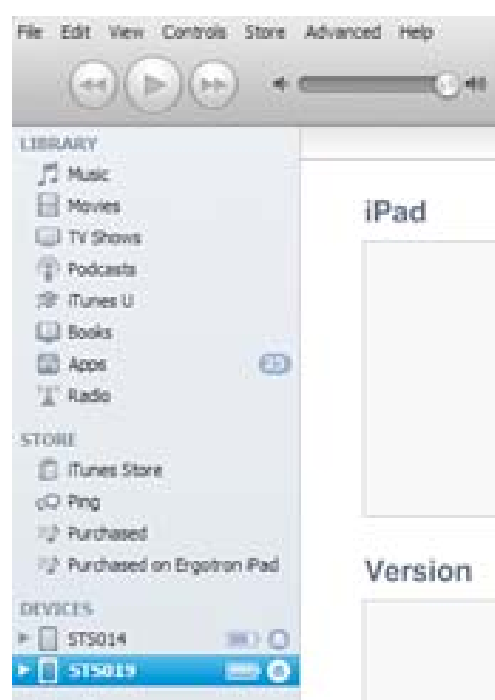 File Edit View Controls Store Advanced Help
LIBRARY
Music
Movies
TV Shows
Podcasts
iTunes U
Books
Apps
Radio
STORE
iTunes Store
Ping
Purchased
Purchased on Ergotron iPad
DEVICES
STS014
STS019
iPad
Version